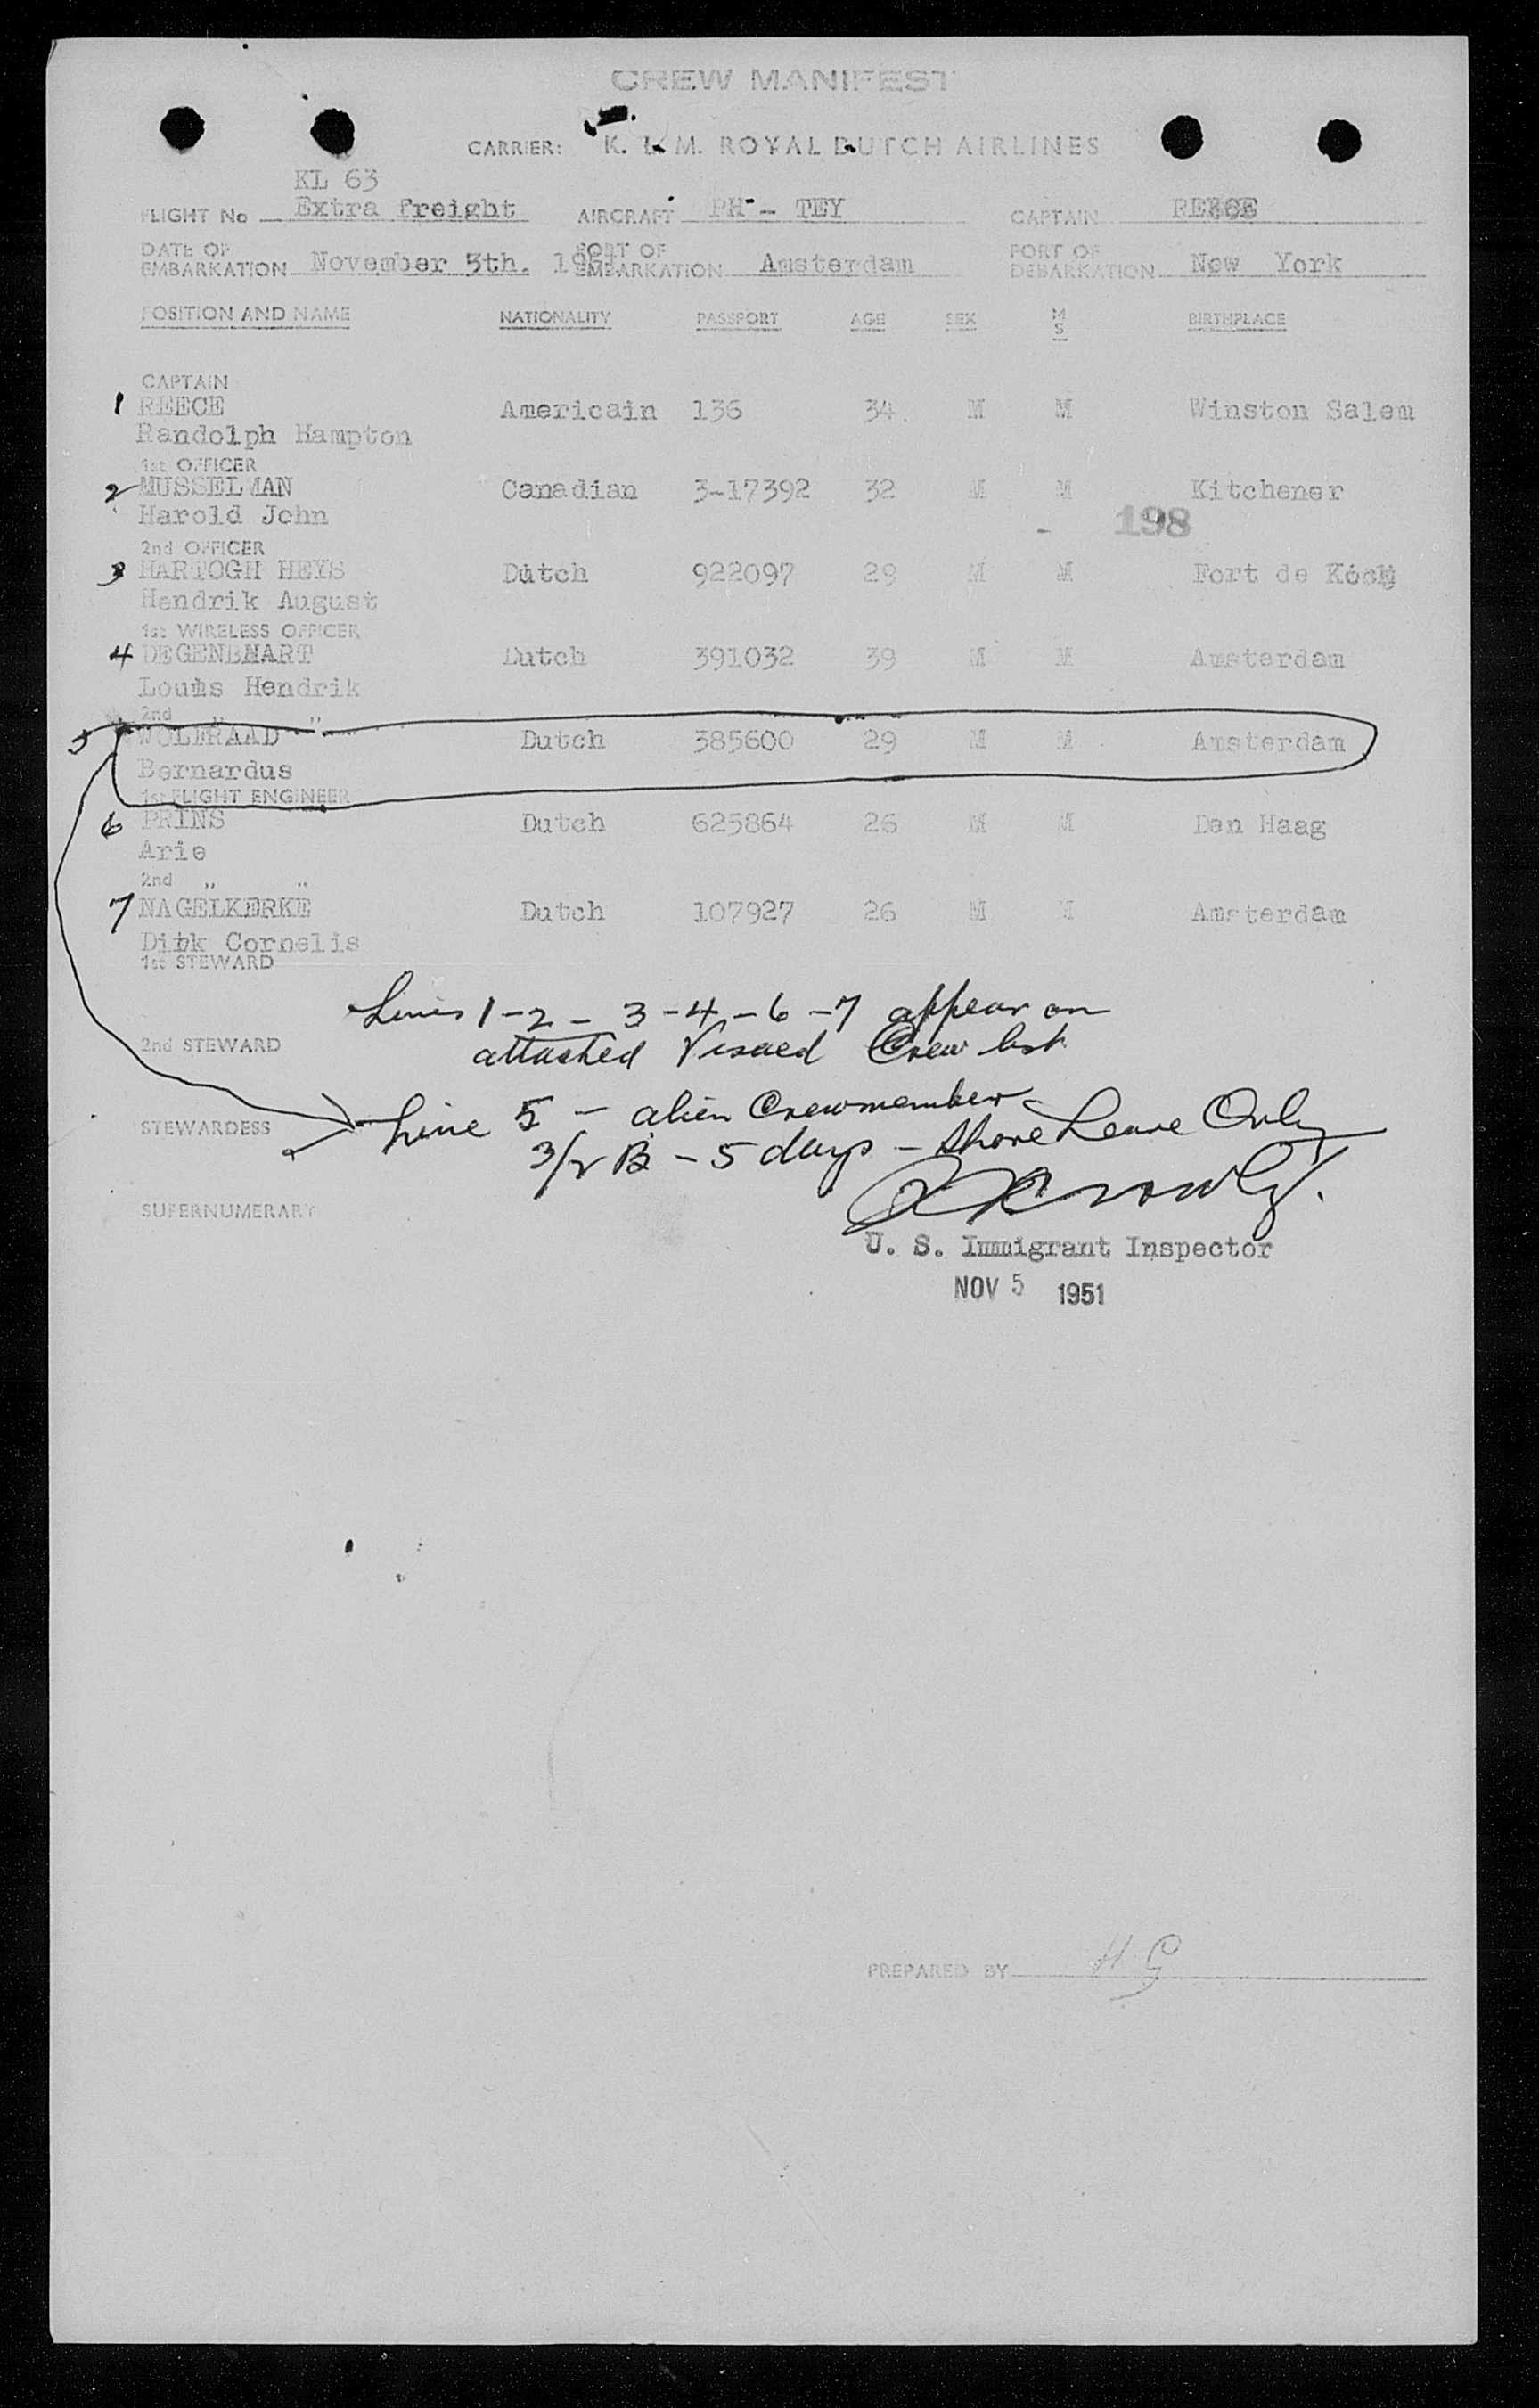 CREW MANIFEST
CARRIER: K. L. M. ROYAL DUTCH AIRLINES
KL 63
FLIGHT No Extra freight AIRCRAFT PH - TEY CAPTAIN REECE
DATE OF EMBARKATION November 5th. 1951 PORT OF EMBARKATION Amsterdam PORT OF DEBARKATION New York
POSITION AND NAME NATIONALITY PASSPORT AGE SEX M S BIRTHPLACE
CAPTAIN
1 REECE Americain 136 34. M M Winston Salem
Randolph Hampton
1st OFFICER
2 MUSSELMAN Canadian 3-17392 32 M M Kitchener
Harold John
198
2nd OFFICER
3 HARTOGH HEYS Dutch 922097 29 M M Fort de
Hendrik August
1st WIRELESS OFFICER
4 Dutch 391032 39 M M Amsterdam
Louis Hendrik
2nd " "
5 WOLFRAAD Dutch 385600 29 M M Amsterdam
Bernardus
1st FLIGHT ENGINEER
6 PRINS Dutch 625864 26 M M Den Haag
Arie
2nd " "
7 NAGELKERKE Dutch 107927 26 M M Amsterdam
Dirk Cornelis
1st STEWARD
Lines 1-2-3-4-6-7 appear on
attached Visaed Crew list
2nd STEWARD
Line 5 - alien Crewmember
STEWARDESS
3/2 B - 5 days - Shore Leave Only
SUPERNUMERARY
U. S. Immigrant Inspector
NOV 5 1951
PREPARED BY H G